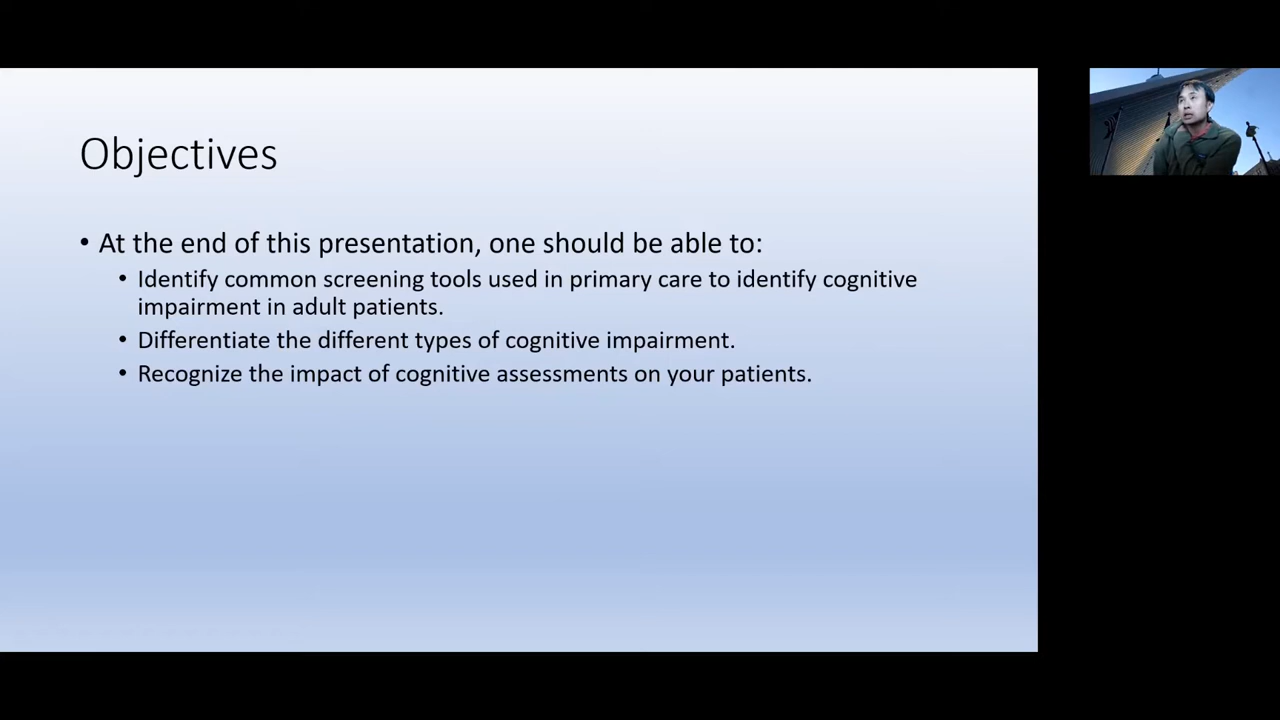 Objectives
• At the end of this presentation, one should be able to:
• Identify common screening tools used in primary care to identify cognitive
impairment in adult patients.
• Differentiate the different types of cognitive impairment.
• Recognize the impact of cognitive assessments on your patients.